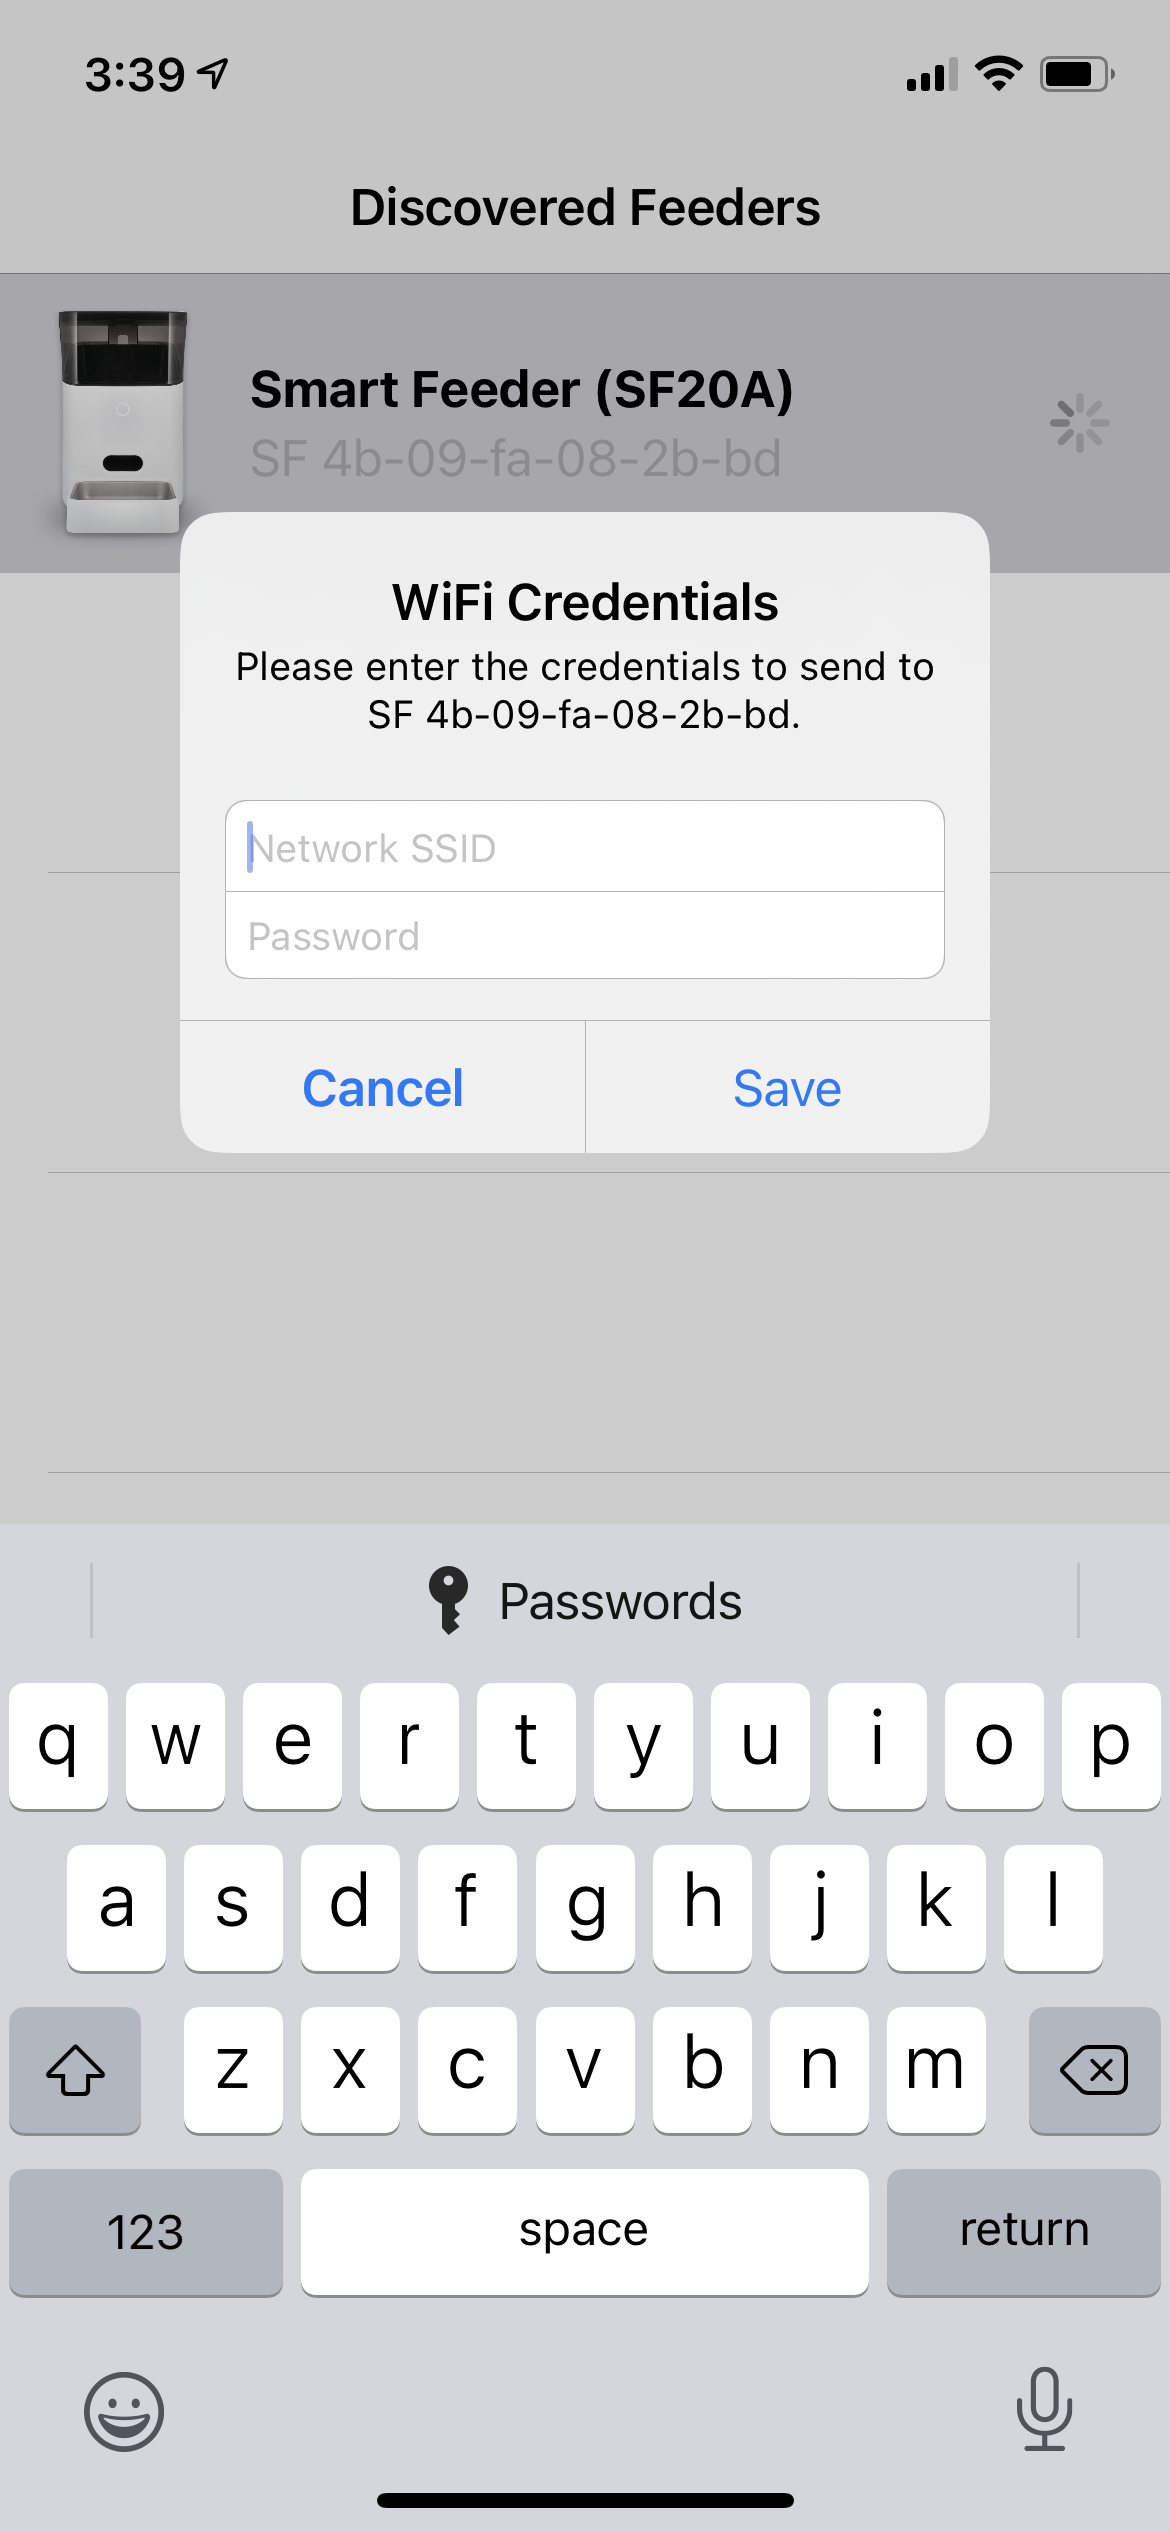 3:39
Discovered Feeders
Smart Feeder (SF20A)
SF 4b-09-fa-08-2b-bd
WiFi Credentials
Please enter the credentials to send to
SF 4b-09-fa-08-2b-bd.
Network SSID
Password
Cancel Save
Passwords
q w e r t y u i o p
a s d f g h j k l
z x c v b n m
123 space return